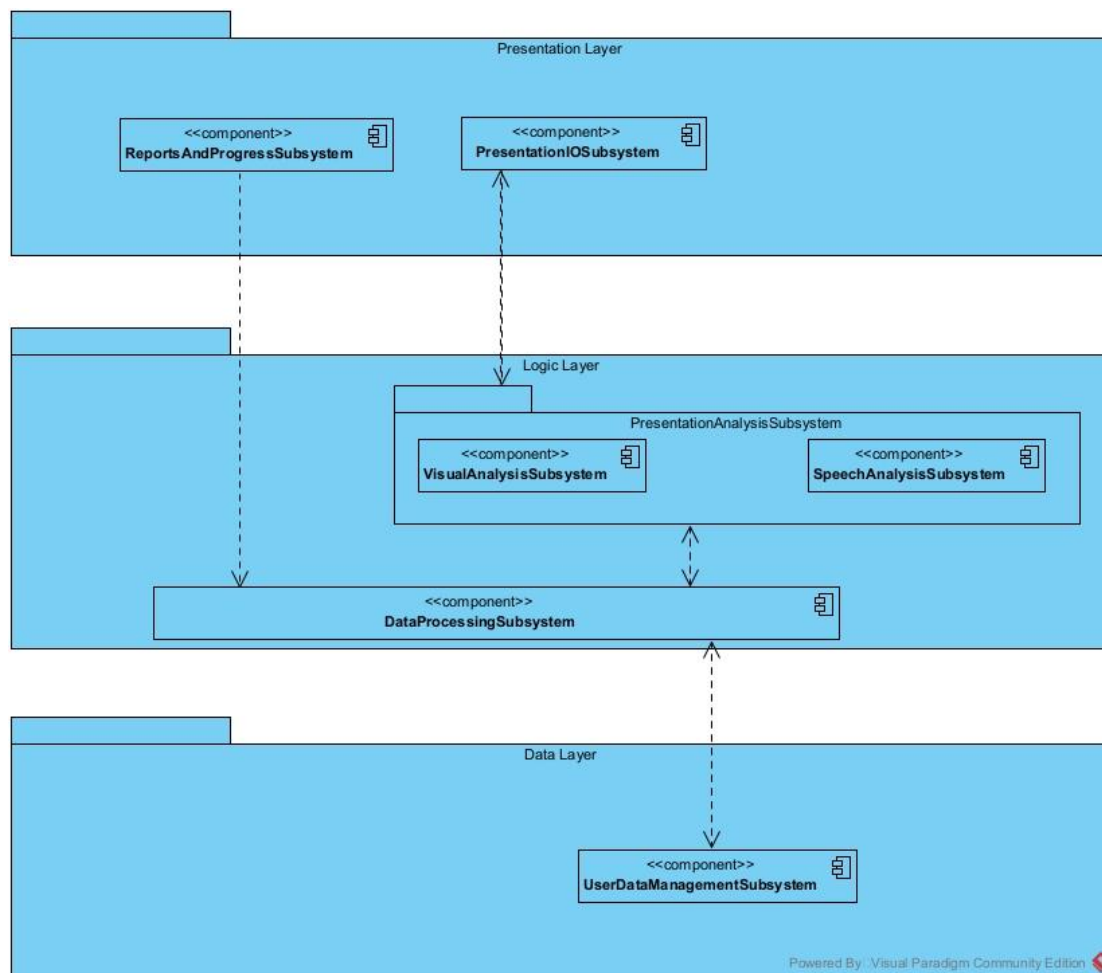 Presentation Layer
<<component>>
ReportsAndProgressSubsystem
<<component>>
PresentationIOSubsystem
Logic Layer
PresentationAnalysisSubsystem
<<component>>
VisualAnalysisSubsystem
<<component>>
SpeechAnalysisSubsystem
<<component>>
DataProcessingSubsystem
Data Layer
<<component>>
UserDataManagementSubsystem
Powered By Visual Paradigm Community Edition